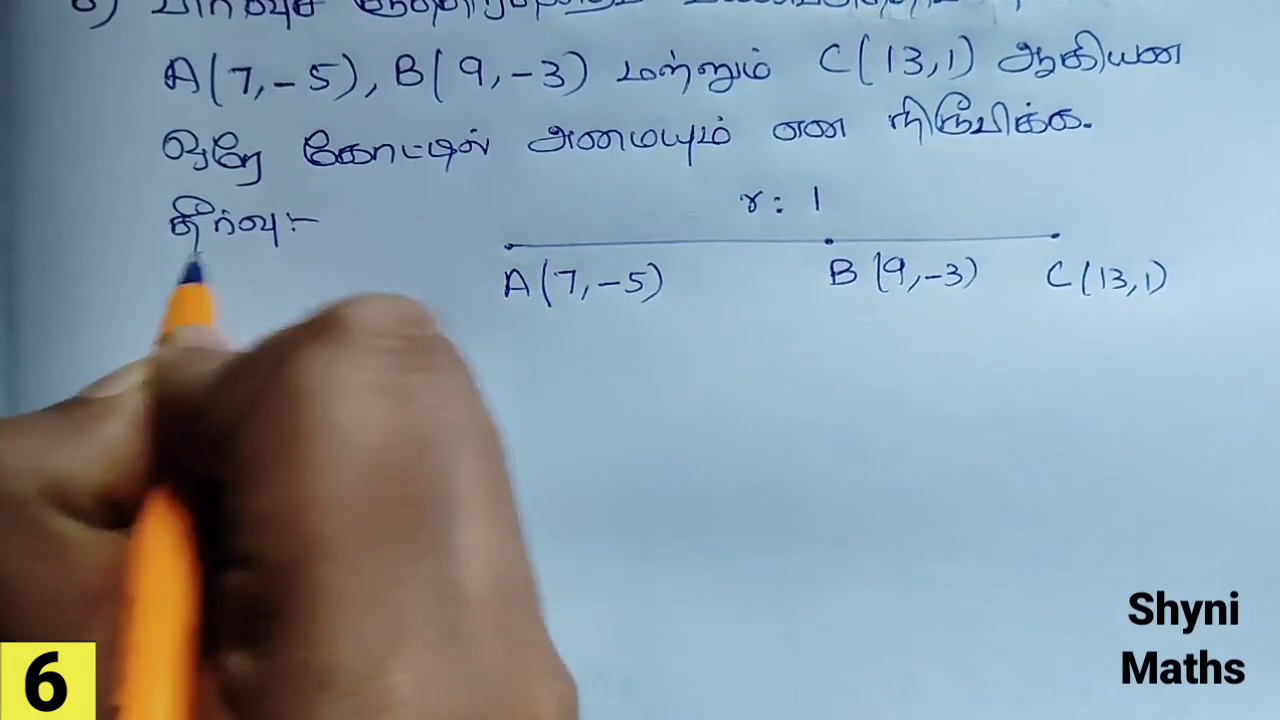 A(7,-5), B(9,-3) மற்றும் C(13,1) ஆகியன
ஒரே கோட்டில் அமையும் என நிரூபிக்க.
தீர்வு :-
r : 1
A(7,-5) B(9,-3) C(13,1)
Shyni
Maths
6